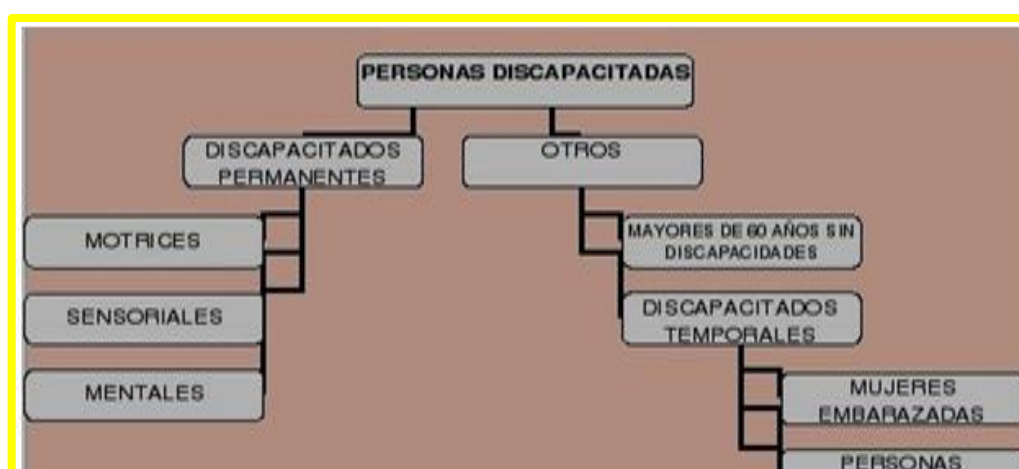 PERSONAS DISCAPACITADAS
DISCAPACITADOS
PERMANENTES
OTROS
MOTRICES
SENSORIALES
MENTALES
MAYORES DE 60 AÑOS SIN
DISCAPACIDADES
DISCAPACITADOS
TEMPORALES
MUJERES
EMBARAZADAS
PERSONAS